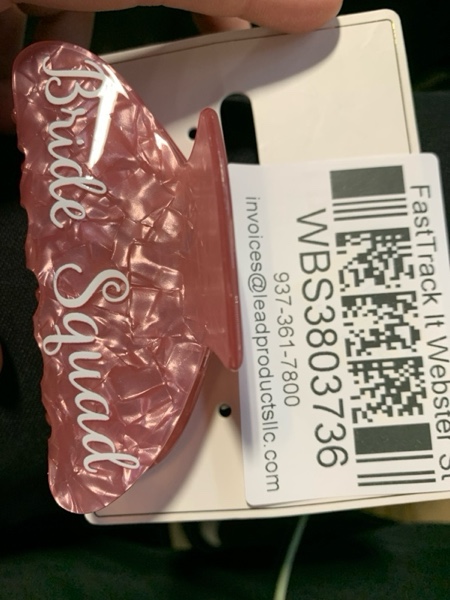 Bride Squad
FastTrack It Webster St
WBS3803736
937-361-7800
invoices@leadproductsllc.com